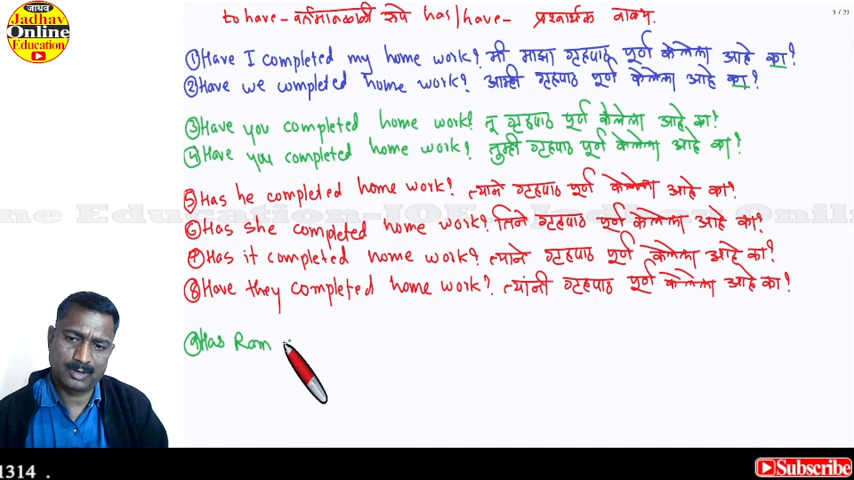 जाधव
Jadhav
Online
Education
to have - वर्तमानकाळी रूपे has/have - प्रश्नार्थक वाक्य.
3/27
① Have I completed my home work? मी माझा गृहपाठ पूर्ण केलेला आहे का?
② Have we completed home work? आम्ही गृहपाठ पूर्ण केलेला आहे का?
③ Have you completed home work? तू गृहपाठ पूर्ण केलेला आहे का?
④ Have you completed home work? तुम्ही गृहपाठ पूर्ण केलेला आहे का?
⑤ Has he completed home work? त्याने गृहपाठ पूर्ण केलेला आहे का?
⑥ Has she completed home work? तिने गृहपाठ पूर्ण केलेला आहे का?
⑦ Has it completed home work? त्याने गृहपाठ पूर्ण केलेला आहे का?
⑧ Have they completed home work? त्यांनी गृहपाठ पूर्ण केलेला आहे का?
⑨ Has Ram
1314 .
Subscribe